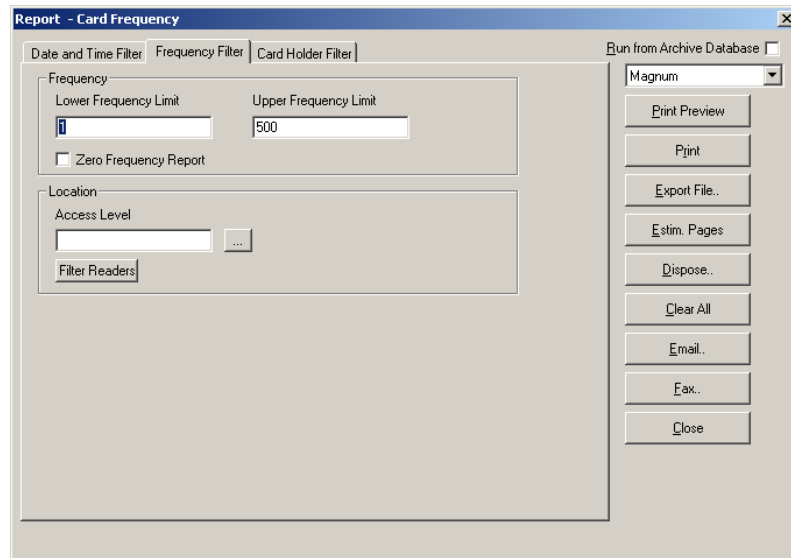 Report - Card Frequency
Date and Time Filter Frequency Filter Card Holder Filter
Run from Archive Database
Frequency
Lower Frequency Limit Upper Frequency Limit
1 500
Zero Frequency Report
Location
Access Level
...
Filter Readers
Magnum
Print Preview
Print
Export File..
Estim. Pages
Dispose..
Clear All
Email..
Fax..
Close